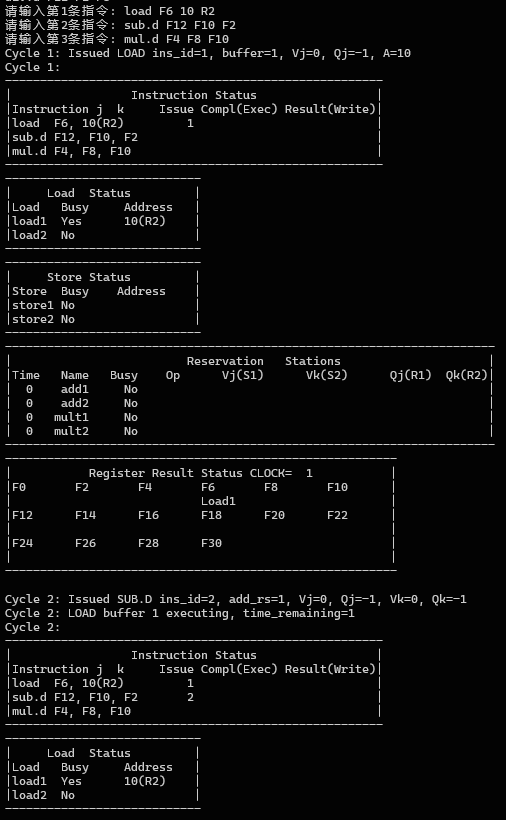 请输入第1条指令: load F6 10 R2
请输入第2条指令: sub.d F12 F10 F2
请输入第3条指令: mul.d F4 F8 F10
Cycle 1: Issued LOAD ins_id=1, buffer=1, Vj=0, Qj=-1, A=10
Cycle 1:
| Instruction Status |
|Instruction j k Issue Compl(Exec) Result(Write)|
|load F6, 10(R2) 1 |
|sub.d F12, F10, F2 |
|mul.d F4, F8, F10 |
| Load Status |
|Load Busy Address |
|load1 Yes 10(R2) |
|load2 No |
| Store Status |
|Store Busy Address |
|store1 No |
|store2 No |
| Reservation Stations |
|Time Name Busy Op Vj(S1) Vk(S2) Qj(R1) Qk(R2)|
| 0 add1 No |
| 0 add2 No |
| 0 mult1 No |
| 0 mult2 No |
| Register Result Status CLOCK= 1 |
|F0 F2 F4 F6 F8 F10 |
| Load1 |
|F12 F14 F16 F18 F20 F22 |
| |
|F24 F26 F28 F30 |
| |
Cycle 2: Issued SUB.D ins_id=2, add_rs=1, Vj=0, Qj=-1, Vk=0, Qk=-1
Cycle 2: LOAD buffer 1 executing, time_remaining=1
Cycle 2:
| Instruction Status |
|Instruction j k Issue Compl(Exec) Result(Write)|
|load F6, 10(R2) 1 |
|sub.d F12, F10, F2 2 |
|mul.d F4, F8, F10 |
| Load Status |
|Load Busy Address |
|load1 Yes 10(R2) |
|load2 No |